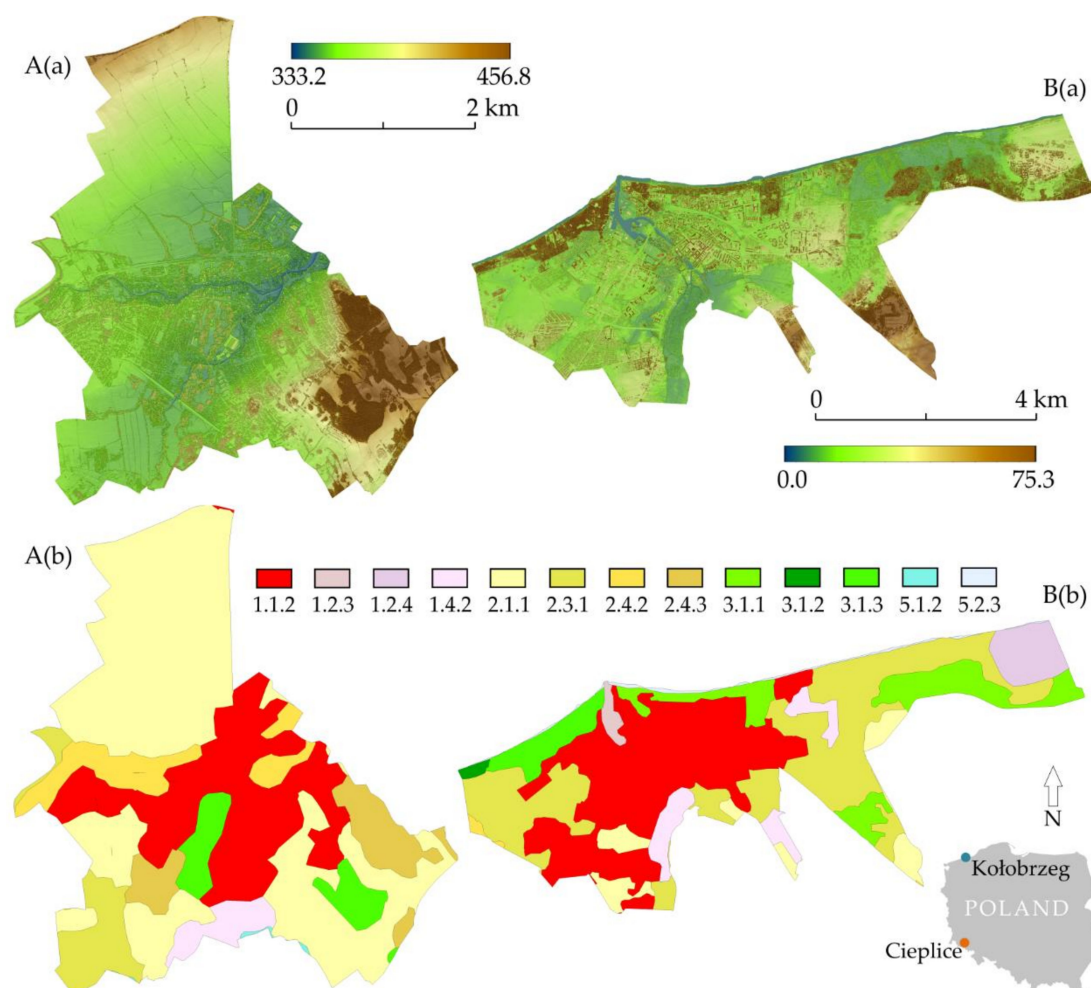 A(a)
333.2 456.8
0 2 km
B(a)
0 4 km
0.0 75.3
A(b)
1.1.2 1.2.3 1.2.4 1.4.2 2.1.1 2.3.1 2.4.2 2.4.3 3.1.1 3.1.2 3.1.3 5.1.2 5.2.3
B(b)
N
Kołobrzeg
POLAND
Cieplice